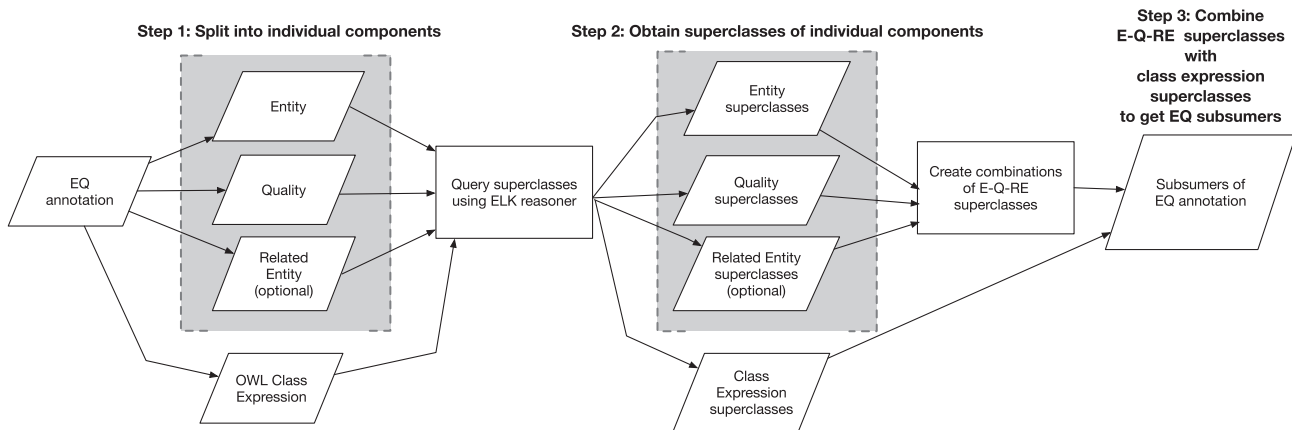 Step 1: Split into individual components
Entity
EQ
annotation
Quality
Related
Entity
(optional)
OWL Class
Expression
Query superclasses
using ELK reasoner
Step 2: Obtain superclasses of individual components
Entity
superclasses
Quality
superclasses
Related Entity
superclasses
(optional)
Class
Expression
superclasses
Create combinations
of E-Q-RE
superclasses
Step 3: Combine
E-Q-RE superclasses
with
class expression
superclasses
to get EQ subsumers
Subsumers of
EQ annotation